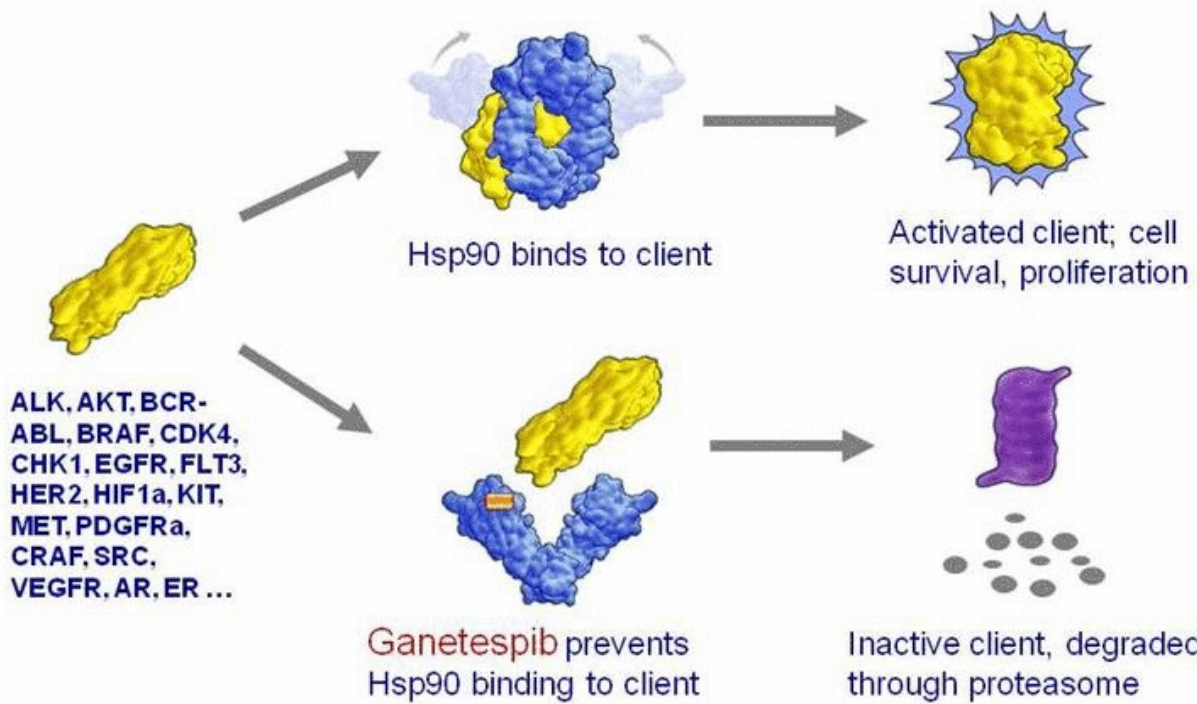 Hsp90 binds to client
Activated client; cell
survival, proliferation
ALK, AKT, BCR-
ABL, BRAF, CDK4,
CHK1, EGFR, FLT3,
HER2, HIF1a, KIT,
MET, PDGFRa,
CRAF, SRC,
VEGFR, AR, ER ...
Ganetespib prevents
Hsp90 binding to client
Inactive client, degraded
through proteasome